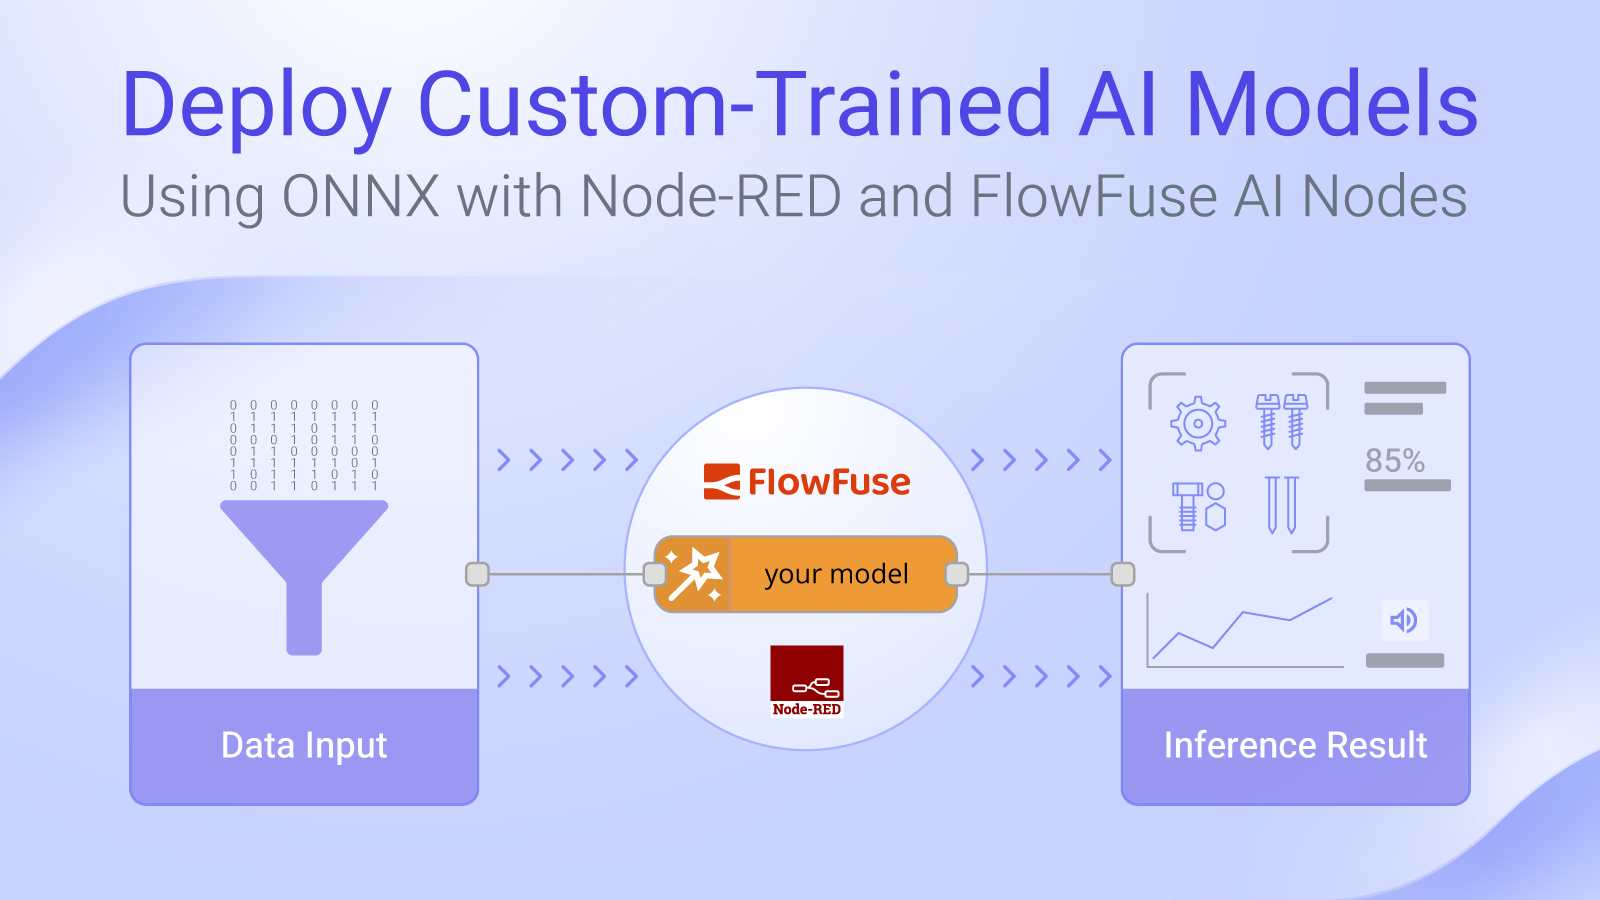 Deploy Custom-Trained AI Models
Using ONNX with Node-RED and FlowFuse AI Nodes
0 0 0 0 0 0 0 0
1 1 1 1 1 1 1 1
0 1 1 1 0 1 0 1
0 0 0 1 0 1 1 0
0 1 1 0 0 0 1 0
1 1 0 1 1 1 0 1
1 0 1 1 0 1 1 0
0 0 1 1 0 1 1 1
FlowFuse
85%
your model
Node-RED
Data Input
Inference Result